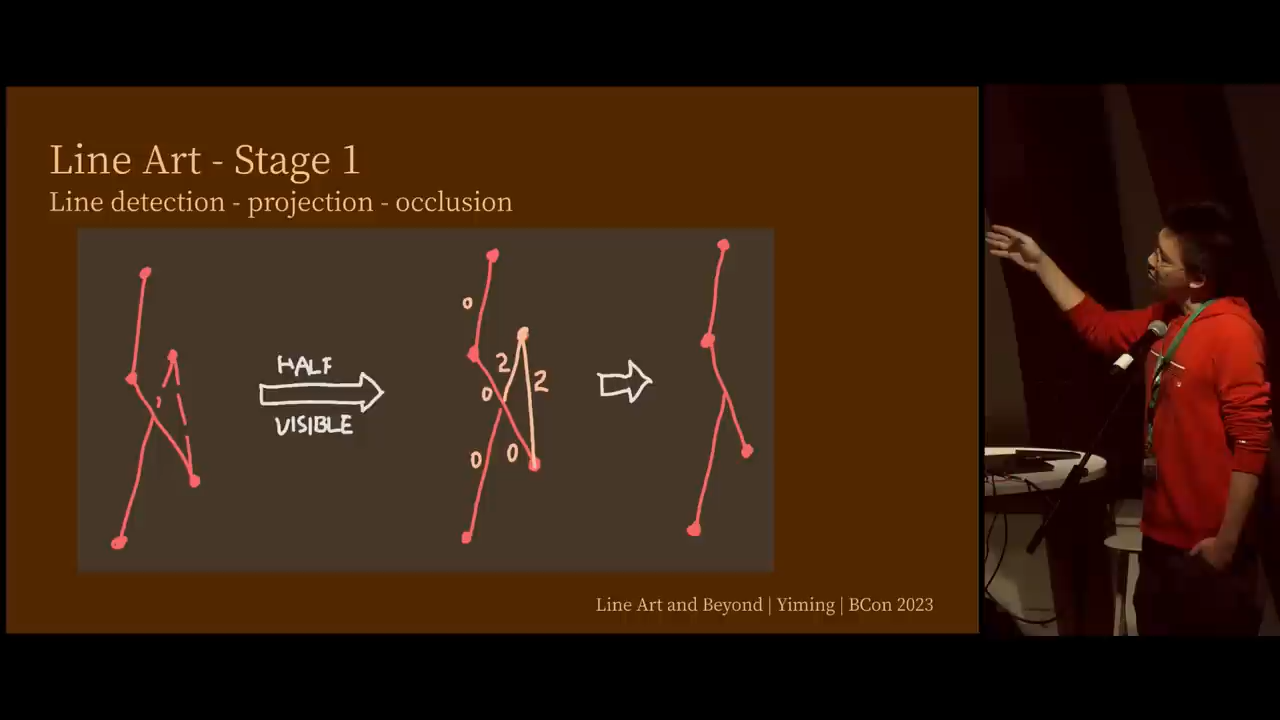 Line Art - Stage 1
Line detection - projection - occlusion
HALF
VISIBLE
0
2
2
0
0
0
Line Art and Beyond | Yiming | BCon 2023